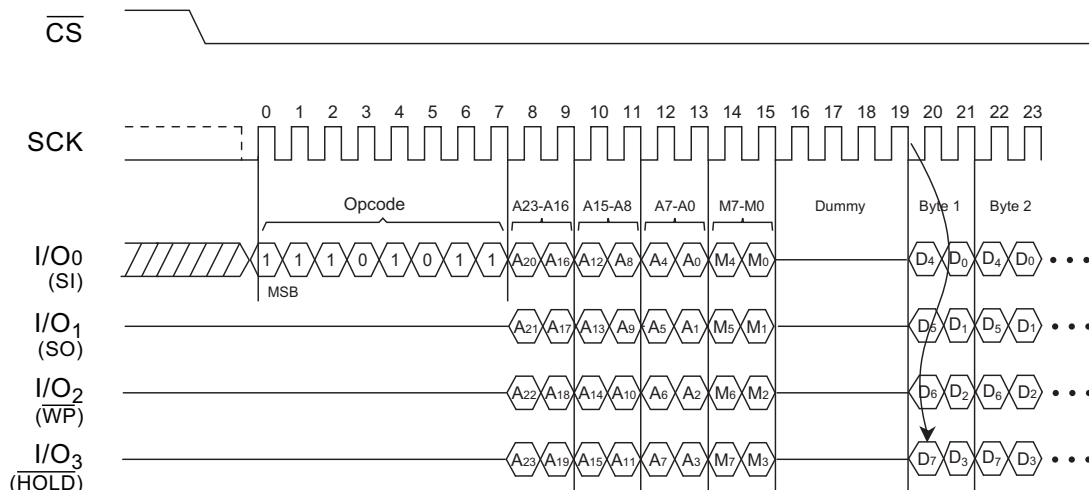 CS
0 1 2 3 4 5 6 7 8 9 10 11 12 13 14 15 16 17 18 19 20 21 22 23
SCK
Opcode A23-A16 A15-A8 A7-A0 M7-M0 Dummy Byte 1 Byte 2
I/O0 1 1 1 0 1 0 1 1 A20 A16 A12 A8 A4 A0 M4 M0 D4 D0 D4 D0 • • •
(SI)
MSB
I/O1 A21 A17 A13 A9 A5 A1 M5 M1 D5 D1 D5 D1 • • •
(SO)
I/O2 A22 A18 A14 A10 A6 A2 M6 M2 D6 D2 D6 D2 • • •
(WP)
I/O3 A23 A19 A15 A11 A7 A3 M7 M3 D7 D3 D7 D3 • • •
(HOLD)